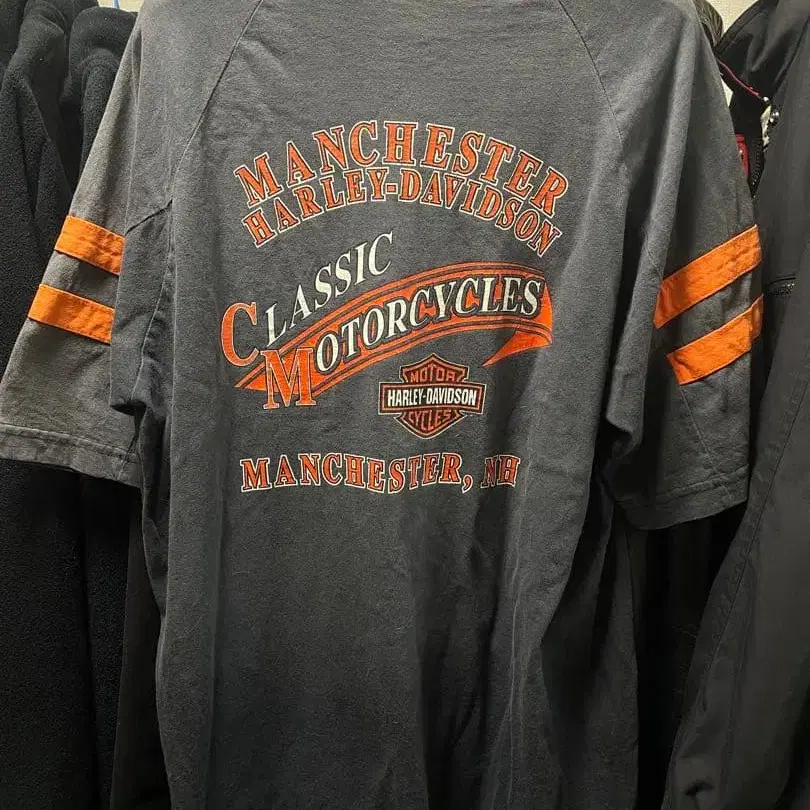 MANCHESTER
HARLEY-DAVIDSON
CLASSIC
MOTORCYCLES
MOTOR
HARLEY-DAVIDSON
CYCLES
MANCHESTER, NH